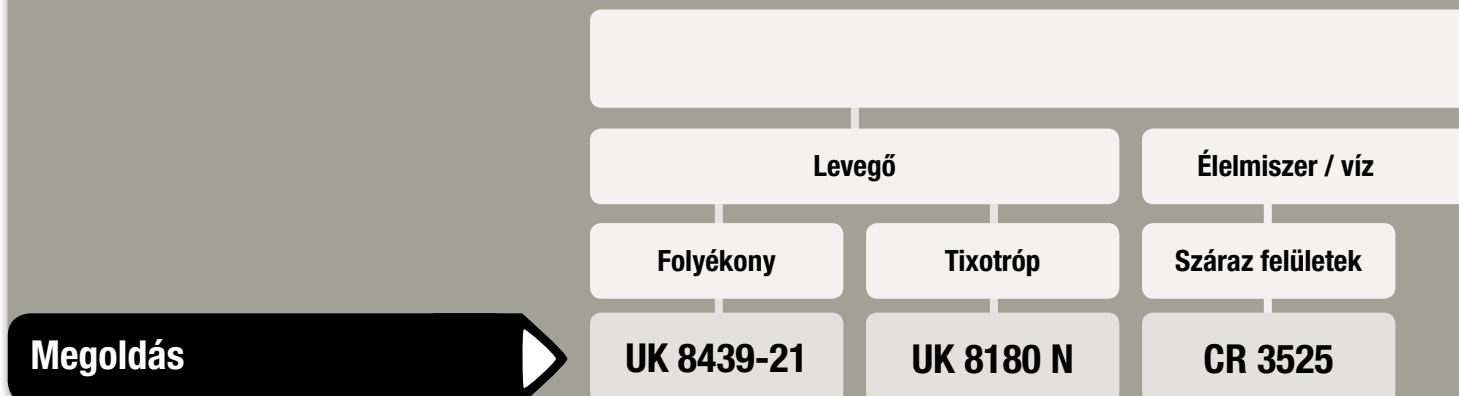 Levegő
Élelmiszer / víz
Folyékony
Tixotróp
Száraz felületek
Megoldás
UK 8439-21
UK 8180 N
CR 3525